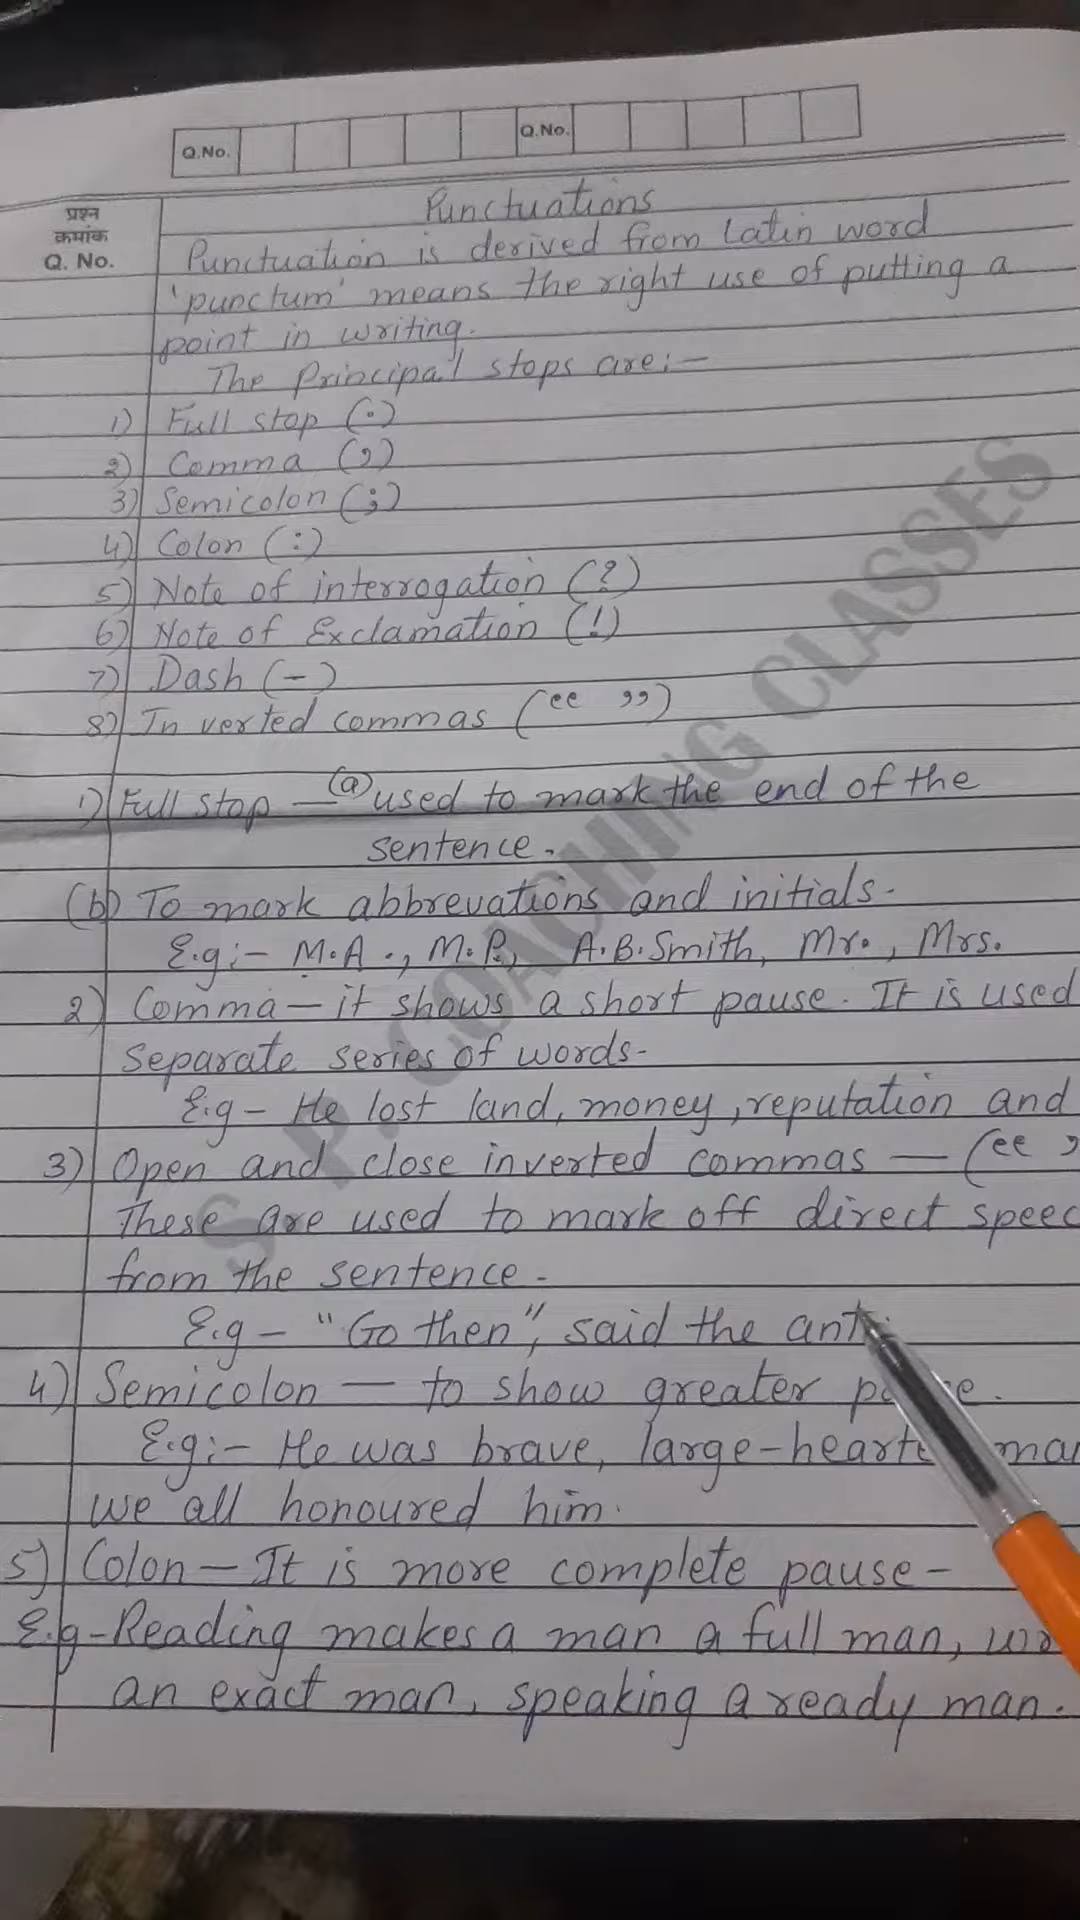 Q.No. Q.No.
प्रश्न
क्रमांक
Q. No.
Punctuations
Punctuation is derived from Latin word
'punctum' means the right use of putting a
point in writing.
The Principal stops are:-
1) Full stop (.)
2) Comma (,)
3) Semicolon (;)
4) Colon (:)
5) Note of interrogation (?)
6) Note of Exclamation (!)
7) Dash (-)
8) In verted commas (“ ”)
1) Full stop — (a) used to mark the end of the
sentence.
(b) To mark abbrevations and initials-
E.g:- M.A., M.P., A.B.Smith, Mr., Mrs.
2) Comma - it shows a short pause. It is used
separate series of words-
E.g - He lost land, money, reputation and
3) Open and close inverted commas — (“
These are used to mark off direct speec
from the sentence-
E.g - "Go then", said the ant.
4) Semicolon — to show greater
E.g:- He was brave, large-hearte
we all honoured him.
5) Colon - It is more complete pause-
E.g-Reading makes a man a full man,
an exact man, speaking a ready man.
S. P. COACHING CLASSES